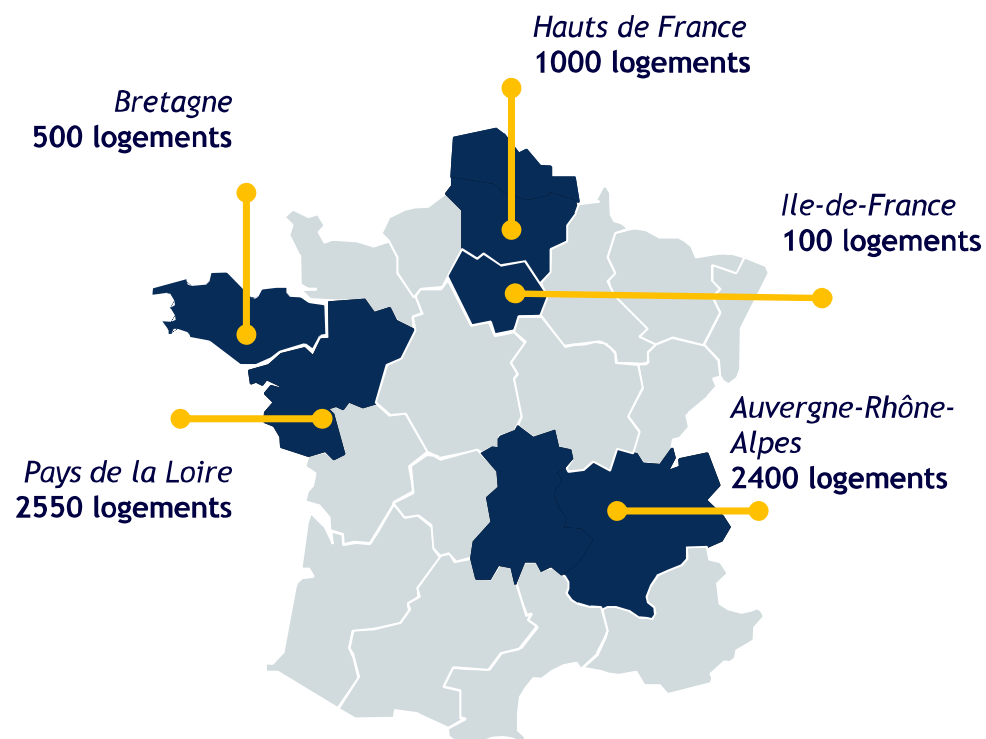 Hauts de France
1000 logements
Bretagne
500 logements
Ile-de-France
100 logements
Auvergne-Rhône-
Alpes
2400 logements
Pays de la Loire
2550 logements